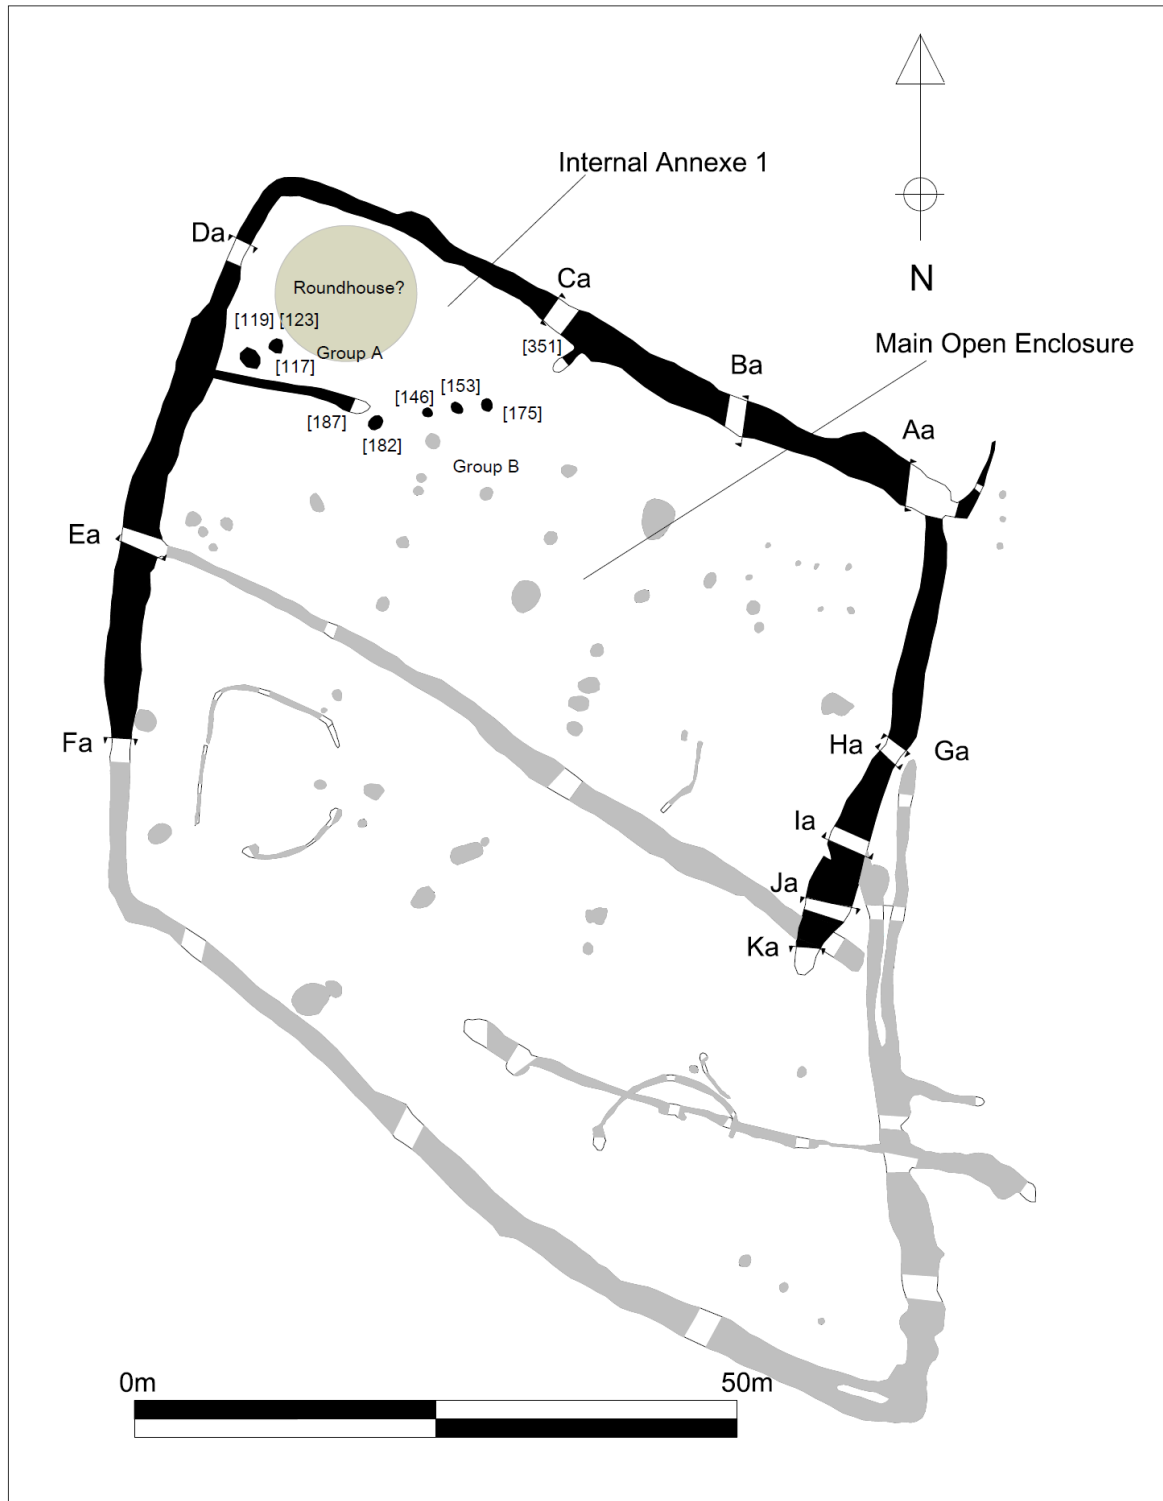 Internal Annexe 1
Da
Ca
N
Roundhouse?
[119] [123]
Group A
[117]
[351]
Main Open Enclosure
Ba
[153]
[146]
[175]
[187]
[182]
Aa
Group B
Ea
Fa
Ha
Ga
Ia
Ja
Ka
0m
50m